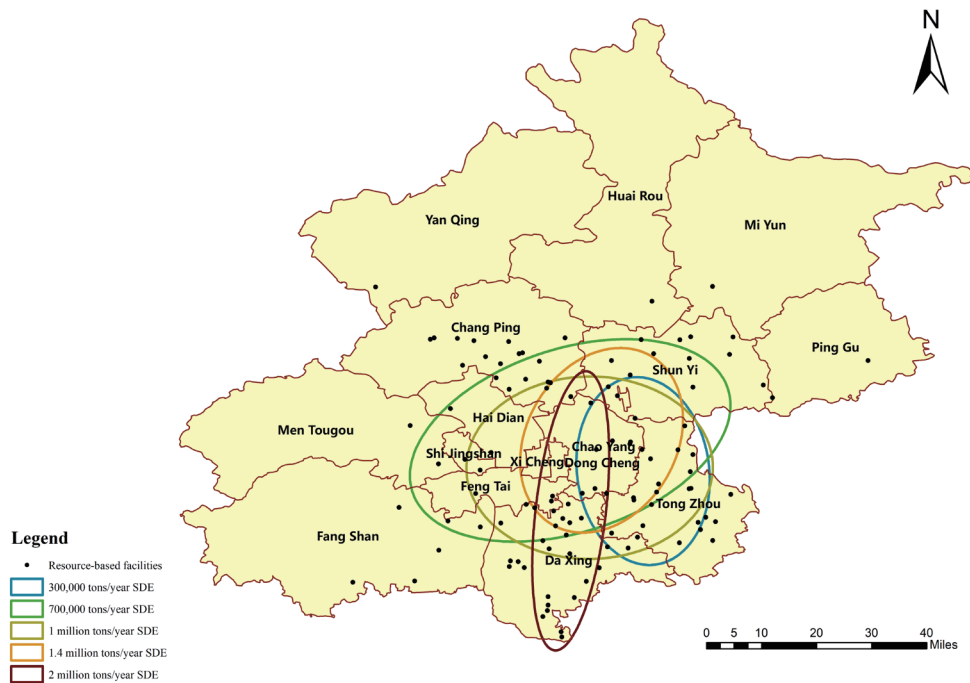 N
Huai Rou
Yan Qing
Mi Yun
Chang Ping
Ping Gu
Shun Yi
Hai Dian
Men Tougou
Chao Yang
Shi Jingshan
Xi Cheng
Dong Cheng
Feng Tai
Tong Zhou
Fang Shan
Da Xing
Legend
Resource-based facilities
300,000 tons/year SDE
700,000 tons/year SDE
1 million tons/year SDE
1.4 million tons/year SDE
2 million tons/year SDE
0 5 10 20 30 40
Miles